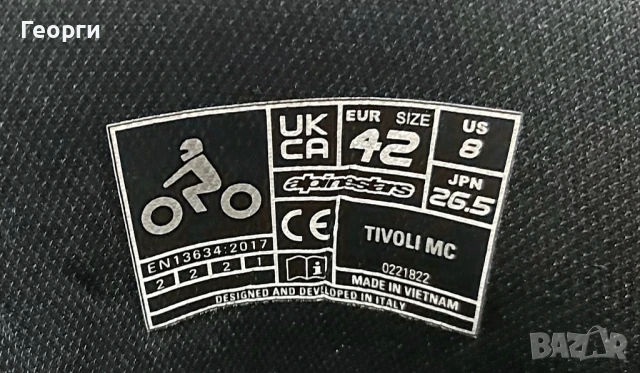 Георги
UK
CA
EUR SIZE
42
US
8
alpinestars
JPN
26.5
CE
TIVOLI MC
0221822
EN13634:2017
2 2 2 1
i
MADE IN VIETNAM
DESIGNED AND DEVELOPED IN ITALY
BAZAR